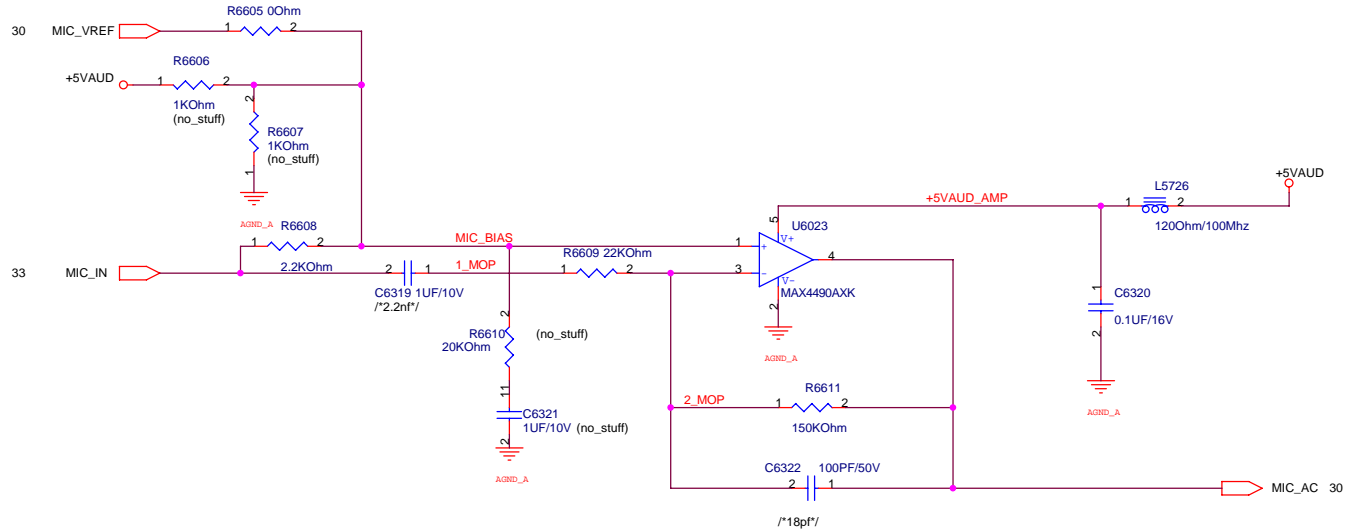 R6605 0Ohm
30 MIC_VREF 1 2
R6606
+5VAUD 1 2
1KOhm
(no_stuff)
2
R6607
1KOhm
(no_stuff)
1
AGND_A
R6608
1 2
2.2KOhm
33 MIC_IN
MIC_BIAS
2 1
1_MOP
C6319 1UF/10V
/*2.2nf*/
R6609 22KOhm
1 2
2
R6610
20KOhm
(no_stuff)
11
C6321
1UF/10V (no_stuff)
2
AGND_A
+5VAUD_AMP
5
U6023
1 + V+
3 - V-
4
MAX4490AXK
2
AGND_A
+5VAUD
L5726
1 2
120Ohm/100Mhz
1
C6320
0.1UF/16V
2
AGND_A
R6611
2_MOP 1 2
150KOhm
C6322 100PF/50V
2 1
/*18pf*/
MIC_AC 30